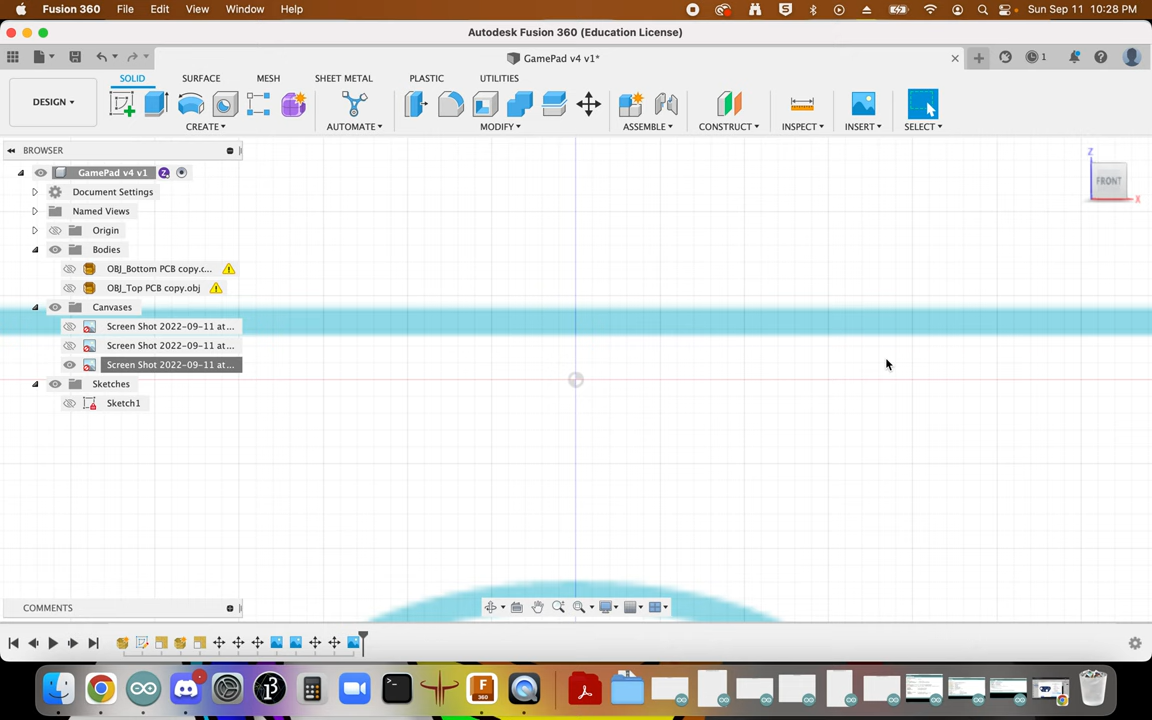 Fusion 360 File Edit View Window Help Sun Sep 11 10:28 PM
Autodesk Fusion 360 (Education License)
GamePad v4 v1* 1
SOLID SURFACE MESH SHEET METAL PLASTIC UTILITIES
DESIGN
CREATE AUTOMATE MODIFY ASSEMBLE CONSTRUCT INSPECT INSERT SELECT
BROWSER
GamePad v4 v1
Document Settings
Named Views
Origin
Bodies
OBJ_Bottom PCB copy.c...
OBJ_Top PCB copy.obj
Canvases
Screen Shot 2022-09-11 at...
Screen Shot 2022-09-11 at...
Screen Shot 2022-09-11 at...
Sketches
Sketch1
Z
FRONT
X
COMMENTS